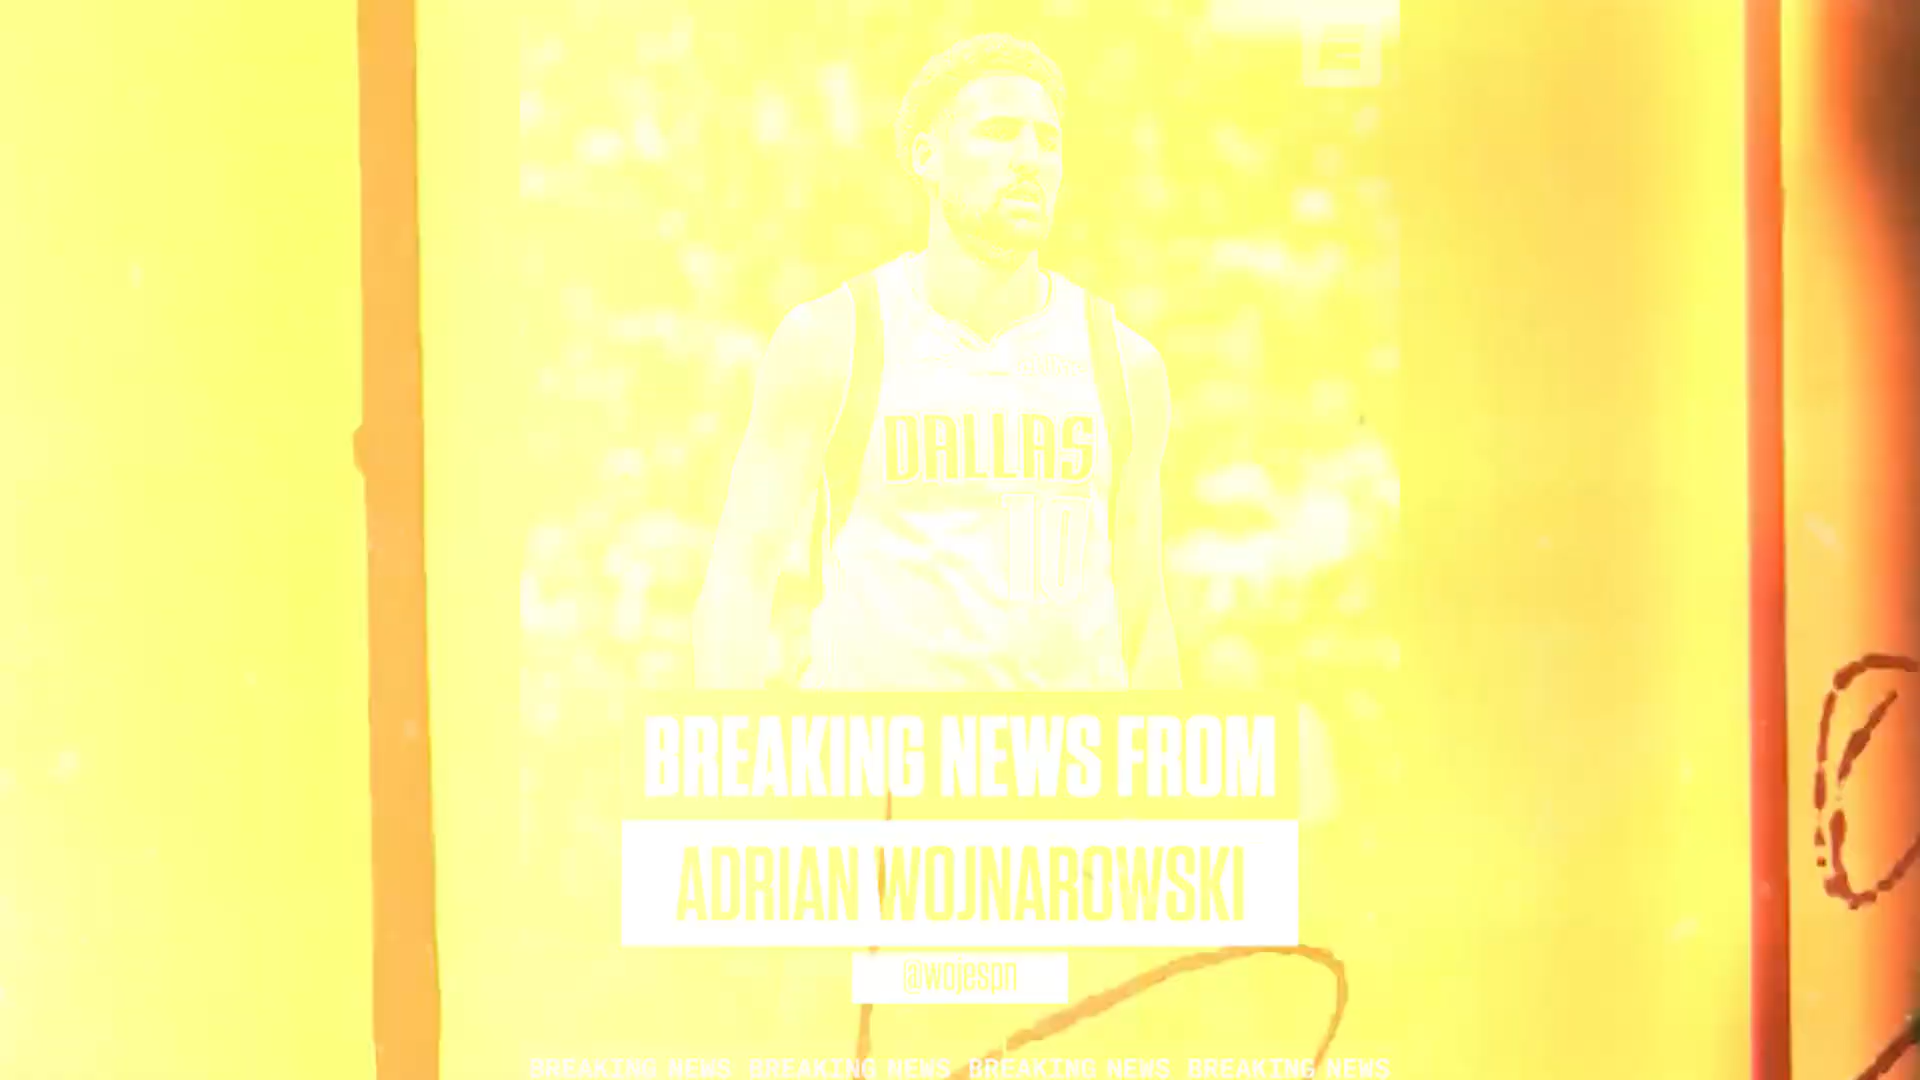 DALLAS
10
BREAKING NEWS FROM
ADRIAN WOJNAROWSKI
@wojespn
BREAKING NEWS BREAKING NEWS BREAKING NEWS BREAKING NEWS